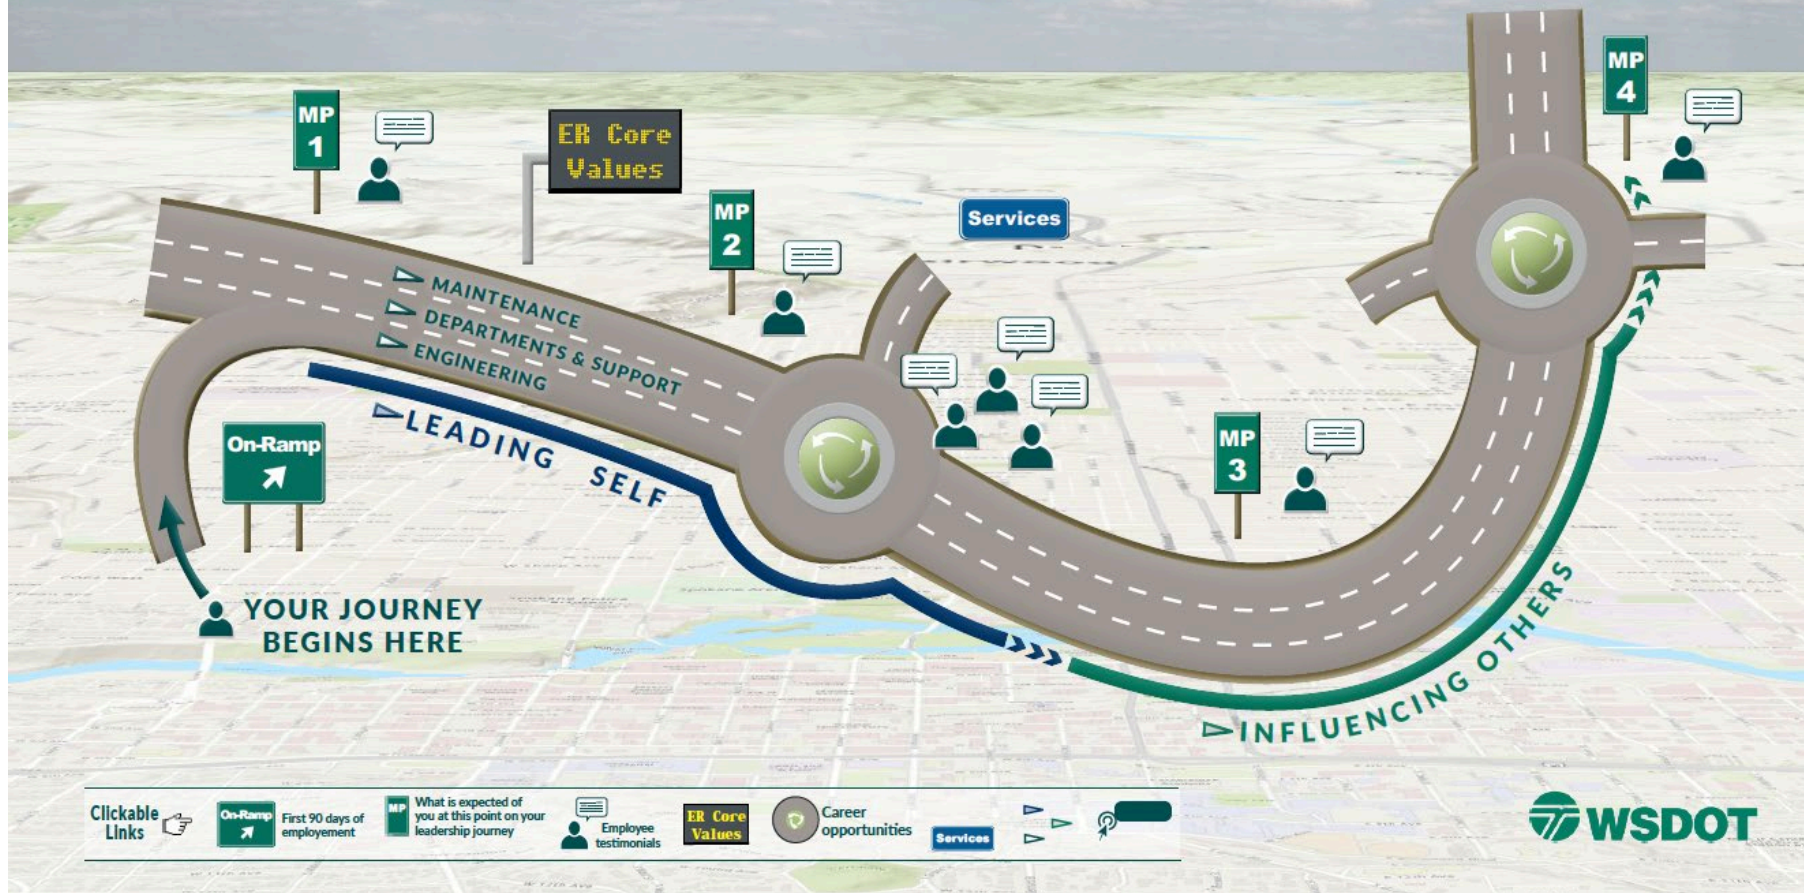 MP
1
ER Core
Values
MP
2
Services
MP
4
MAINTENANCE
DEPARTMENTS & SUPPORT
ENGINEERING
LEADING SELF
On-Ramp
MP
3
YOUR JOURNEY
BEGINS HERE
INFLUENCING OTHERS
Clickable
Links
On-Ramp
First 90 days of
employement
MP
What is expected of
you at this point on your
leadership journey
Employee
testimonials
ER Core
Values
Career
opportunities
Services
WSDOT